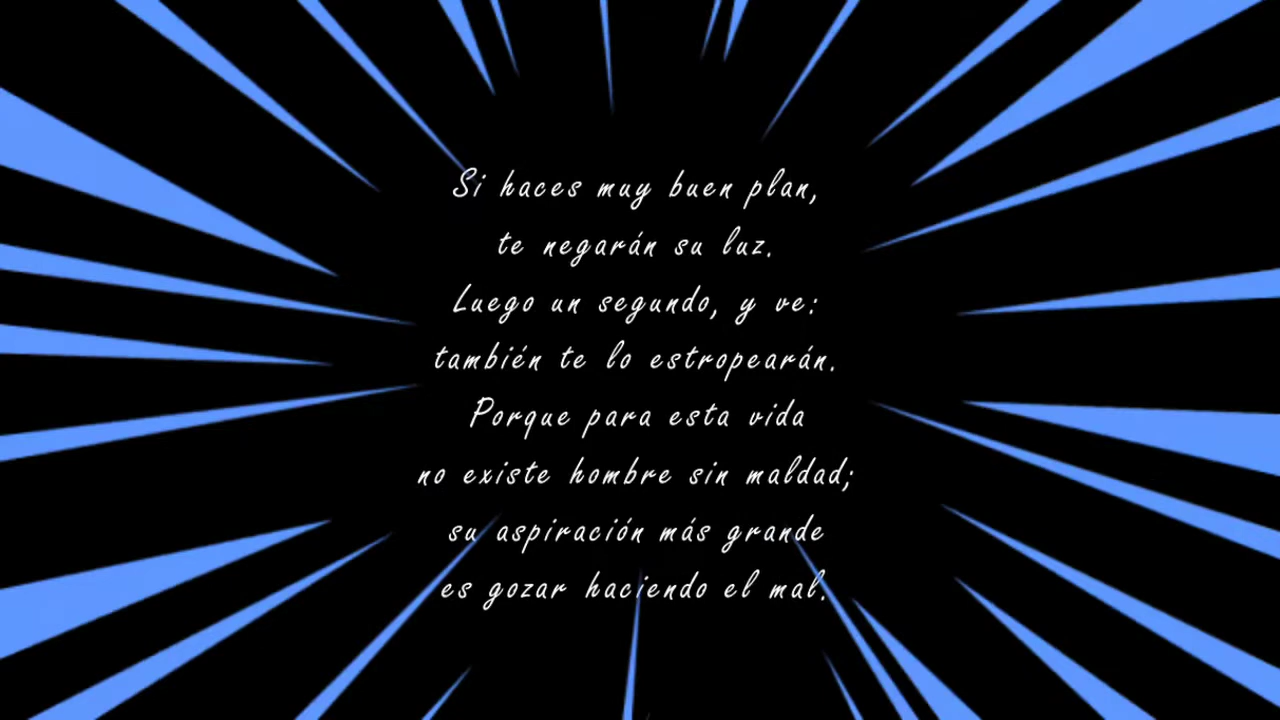 Si haces muy buen plan,
te negarán su luz.
Luego un segundo, y ve:
también te lo estropearán.
Porque para esta vida
no existe hombre sin maldad;
su aspiración más grande
es gozar haciendo el mal.